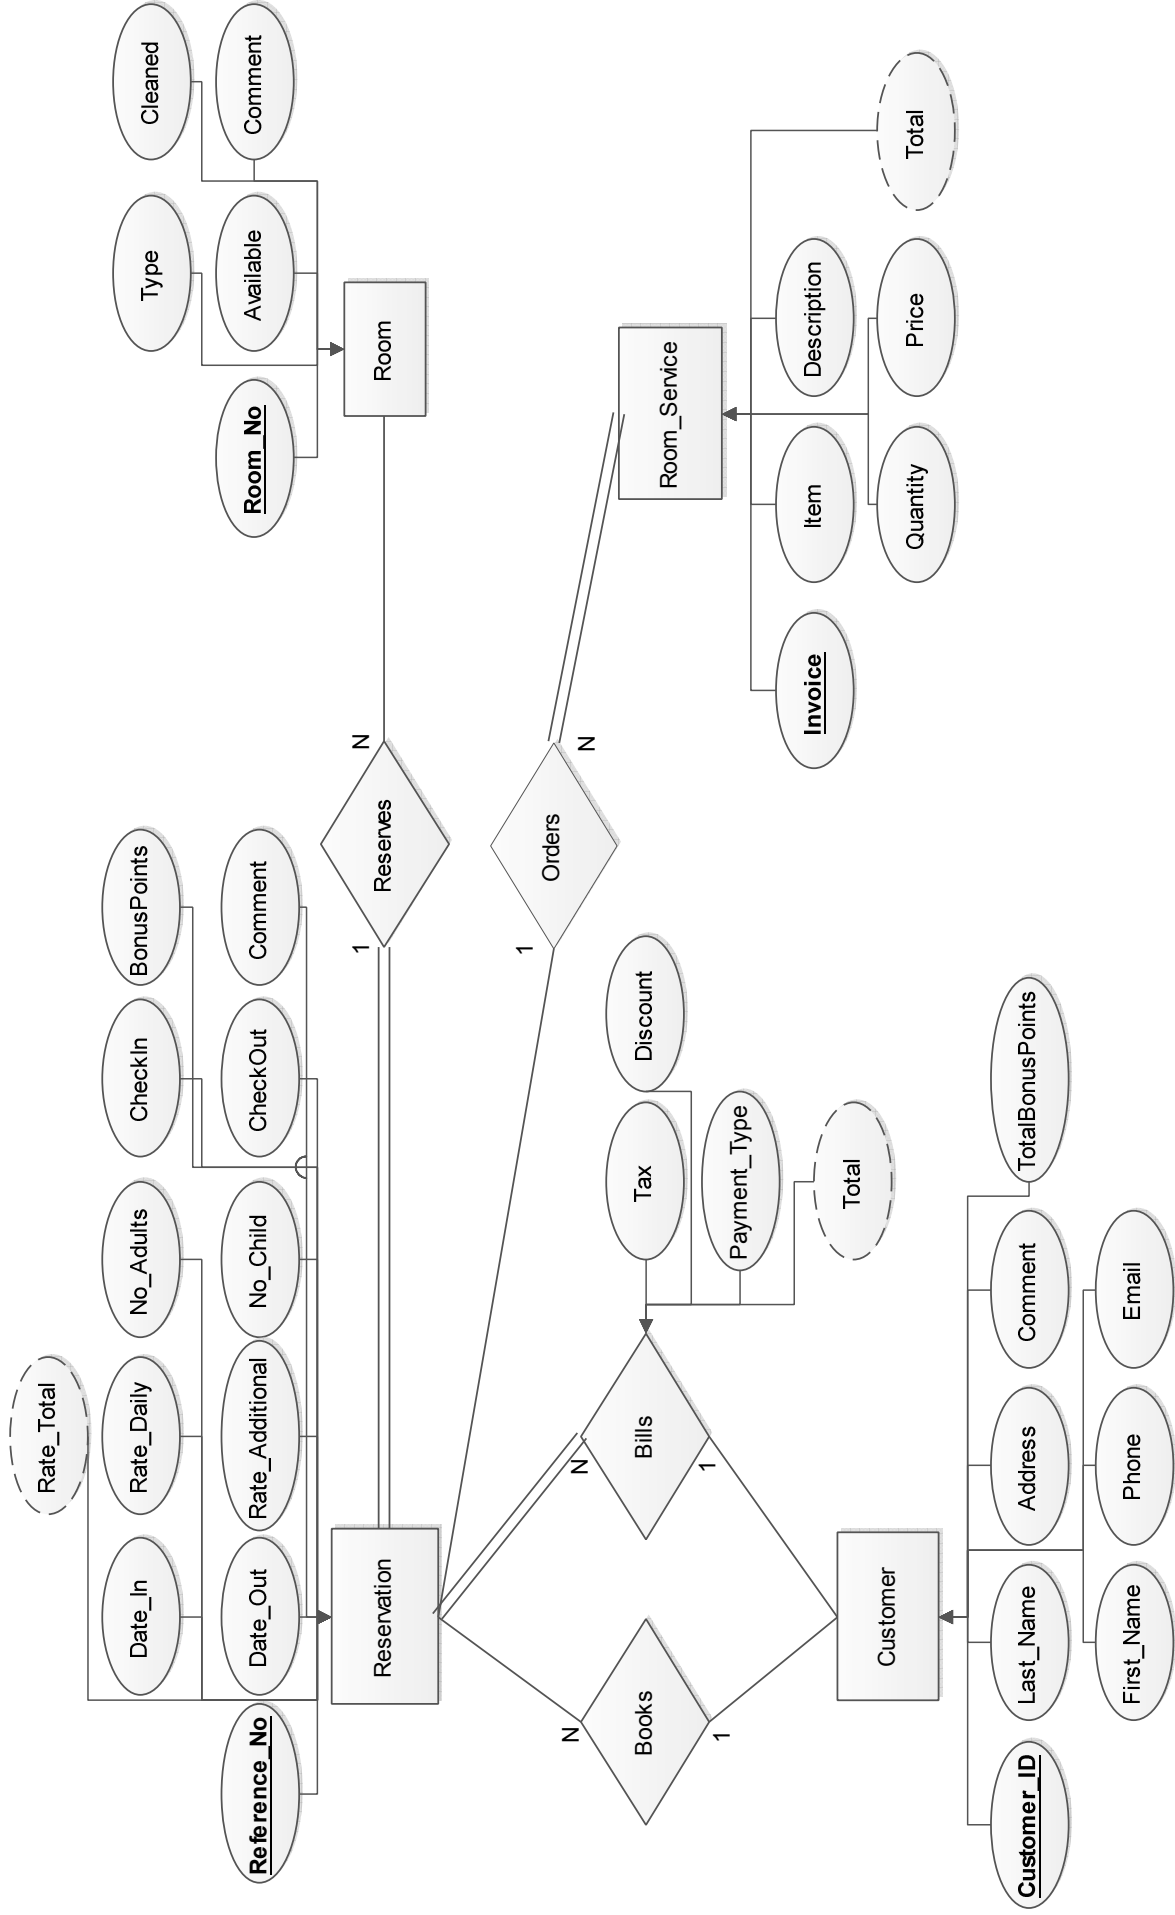 Rate_Total
Date_In
Rate_Daily
No_Adults
CheckIn
BonusPoints
Reference_No
Date_Out
Rate_Additional
No_Child
CheckOut
Comment
Type
Cleaned
Room_No
Available
Comment
Reservation
1
Reserves
N
Room
1
Orders
N
Room_Service
N
Books
1
N
Bills
1
Tax
Discount
Payment_Type
Total
Invoice
Item
Description
Quantity
Price
Total
Customer
Customer_ID
Last_Name
Address
Comment
TotalBonusPoints
First_Name
Phone
Email